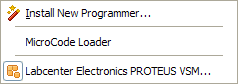 Install New Programmer...
MicroCode Loader
Labcenter Electronics PROTEUS VSM...